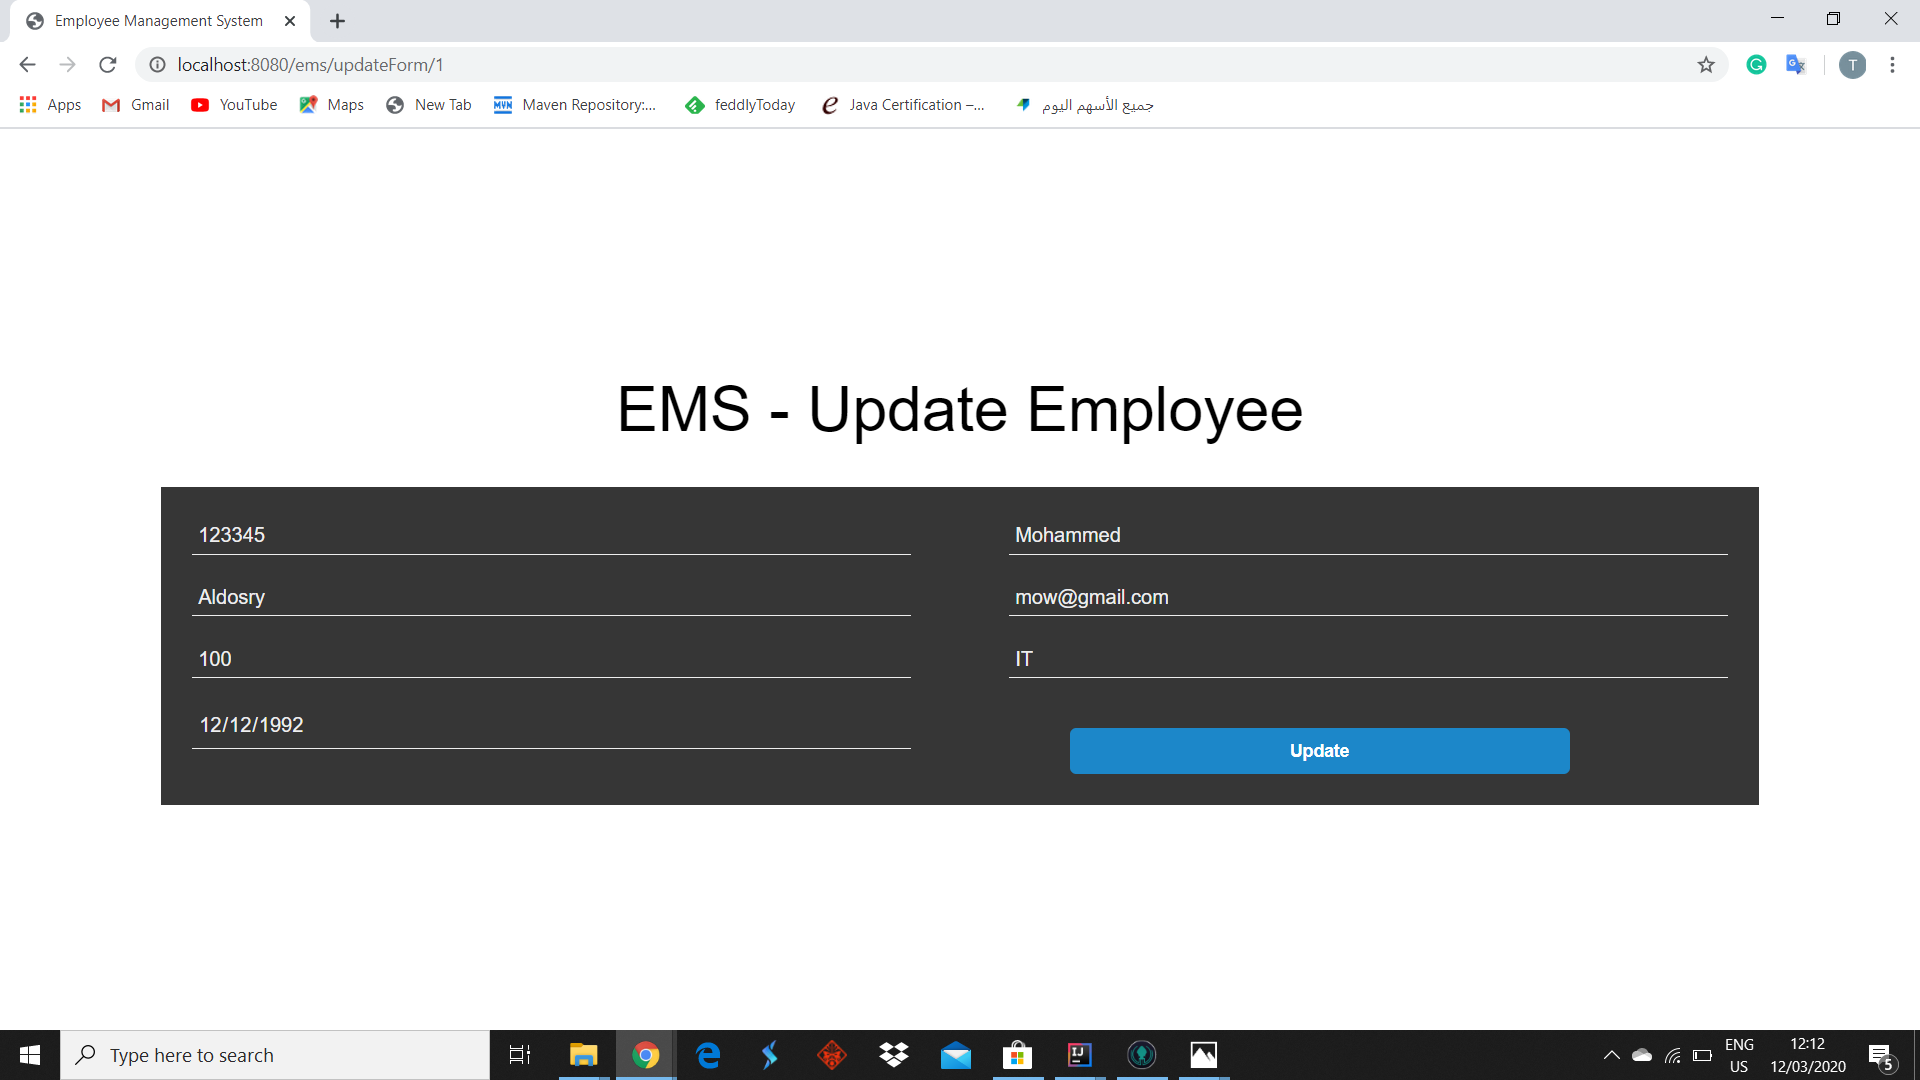 Employee Management System
localhost:8080/ems/updateForm/1
T
Apps
Gmail
YouTube
Maps
New Tab
MVN
Maven Repository:...
feddlyToday
Java Certification –...
جميع الأسهم اليوم
EMS - Update Employee
123345
Mohammed
Aldosry
mow@gmail.com
100
IT
12/12/1992
Update
Type here to search
ENG
US
12:12
12/03/2020
5